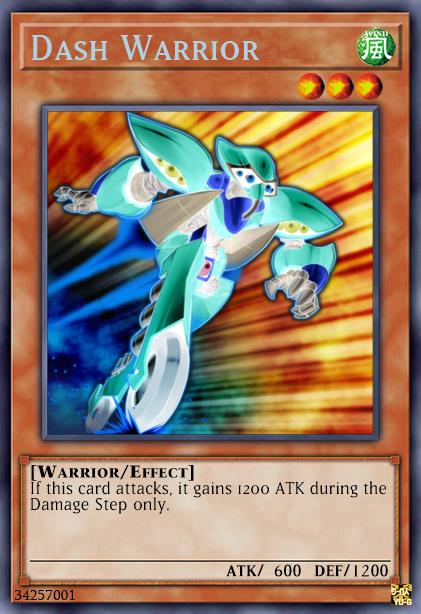 DASH WARRIOR
WIND
風
[WARRIOR/EFFECT]
If this card attacks, it gains 1200 ATK during the
Damage Step only.
ATK/ 600 DEF/1200
34257001